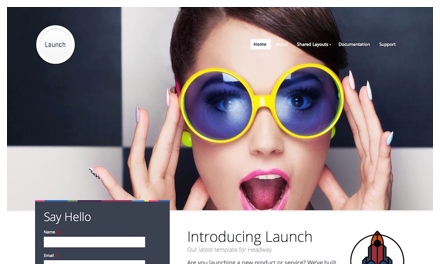 Launch
Home
Shared Layouts
Documentation
Support
Say Hello
Name
Email
Introducing Launch
Our latest template for Headway
Are you launching a new product or service? We've built